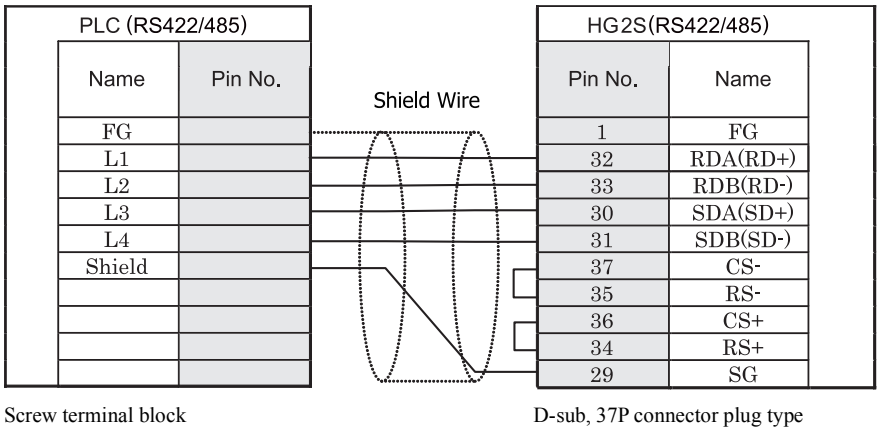 PLC (RS422/485) HG2S(RS422/485)
Name Pin No. Pin No. Name
Shield Wire
FG 1 FG
L1 32 RDA(RD+)
L2 33 RDB(RD-)
L3 30 SDA(SD+)
L4 31 SDB(SD-)
Shield 37 CS-
35 RS-
36 CS+
34 RS+
29 SG
Screw terminal block D-sub, 37P connector plug type